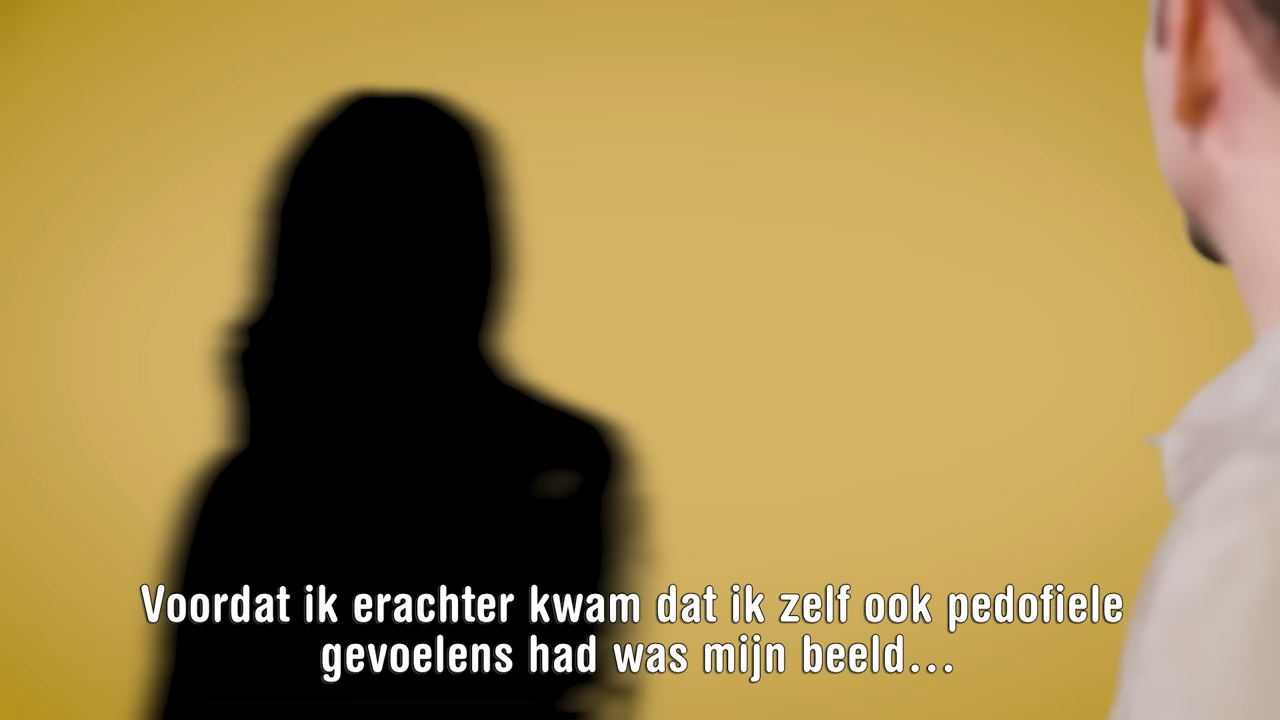 Voordat ik erachter kwam dat ik zelf ook pedofiele
gevoelens had was mijn beeld...